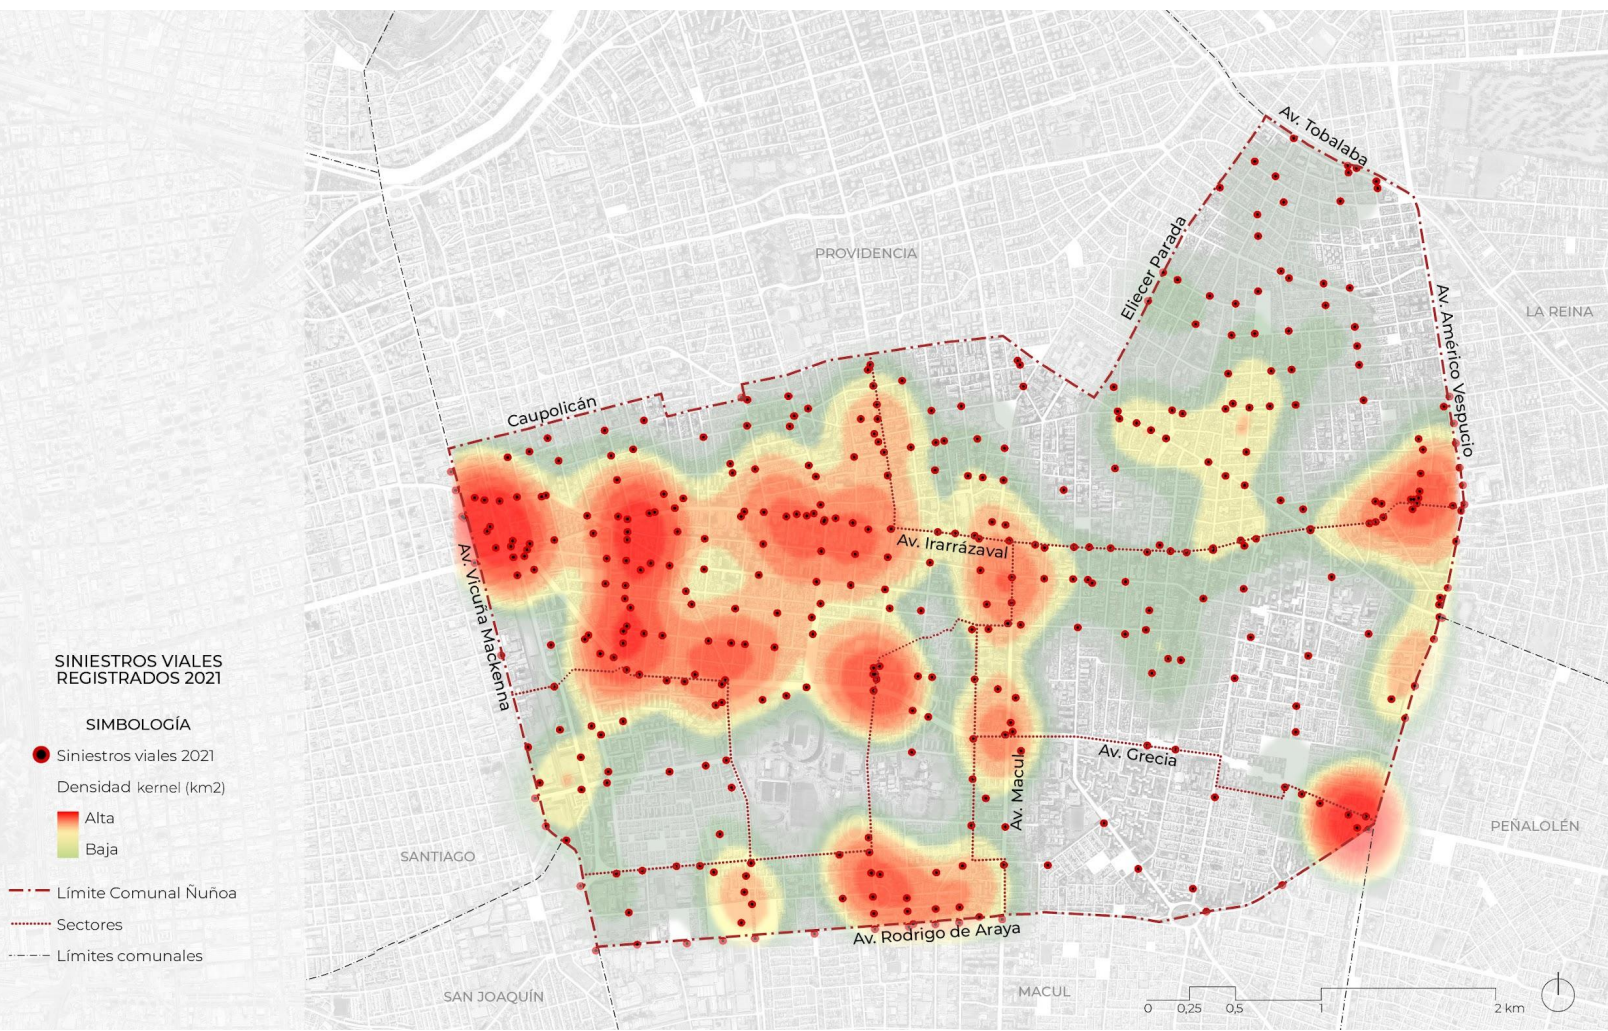 Av. Tobalaba
Eliecer Parada
PROVIDENCIA
Av. Américo Vespucio
LA REINA
Caupolicán
Av. Irarrázaval
Av. Vicuña Mackenna
SINIESTROS VIALES
REGISTRADOS 2021
SIMBOLOGÍA
Siniestros viales 2021
Densidad kernel (km2)
Alta
Baja
Límite Comunal Ñuñoa
Sectores
Límites comunales
Av. Grecia
Av. Macul
PEÑALOLÉN
SANTIAGO
Av. Rodrigo de Araya
SAN JOAQUÍN
MACUL
0 0,25 0,5 1 2 km